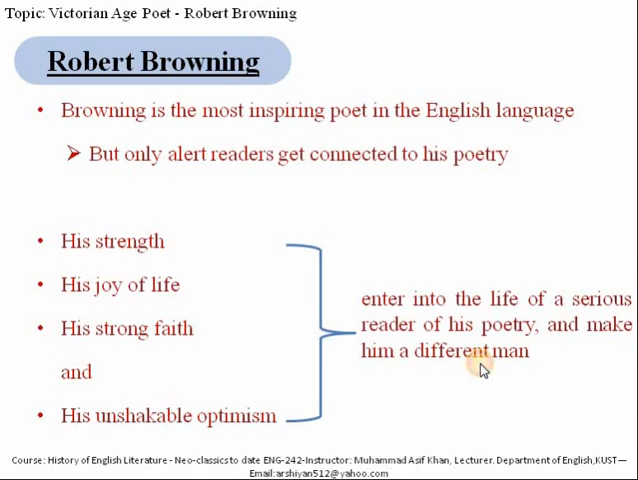 Topic: Victorian Age Poet - Robert Browning
Robert Browning
• Browning is the most inspiring poet in the English language
➢ But only alert readers get connected to his poetry
• His strength
• His joy of life
• His strong faith
and
• His unshakable optimism
enter into the life of a serious
reader of his poetry, and make
him a different man
Course: History of English Literature - Neo-classics to date ENG-242-Instructor: Muhammad Asif Khan, Lecturer. Department of English,KUST—
Email:arshiyan512@yahoo.com